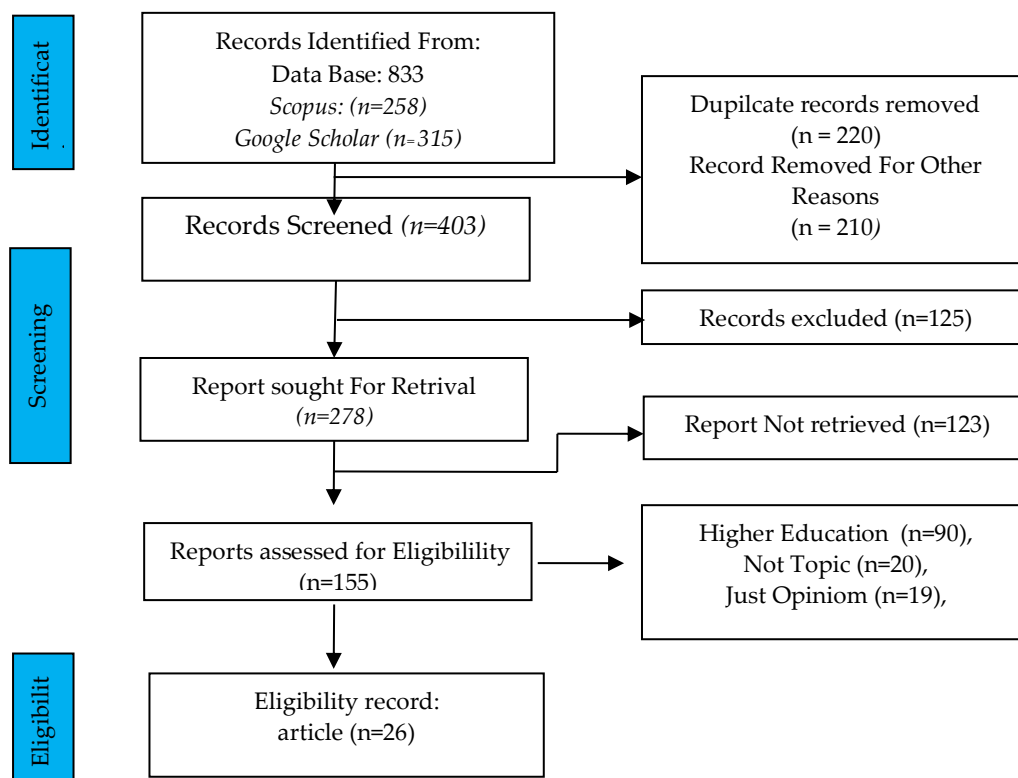 Identificat
Records Identified From:
Data Base: 833
Scopus: (n=258)
Google Scholar (n=315)
Dupilcate records removed
(n = 220)
Record Removed For Other
Reasons
(n = 210)
Records Screened (n=403)
Screening
Records excluded (n=125)
Report sought For Retrival
(n=278)
Report Not retrieved (n=123)
Reports assessed for Eligibilility
(n=155)
Higher Education (n=90),
Not Topic (n=20),
Just Opiniom (n=19),
Eligibilit
Eligibility record:
article (n=26)